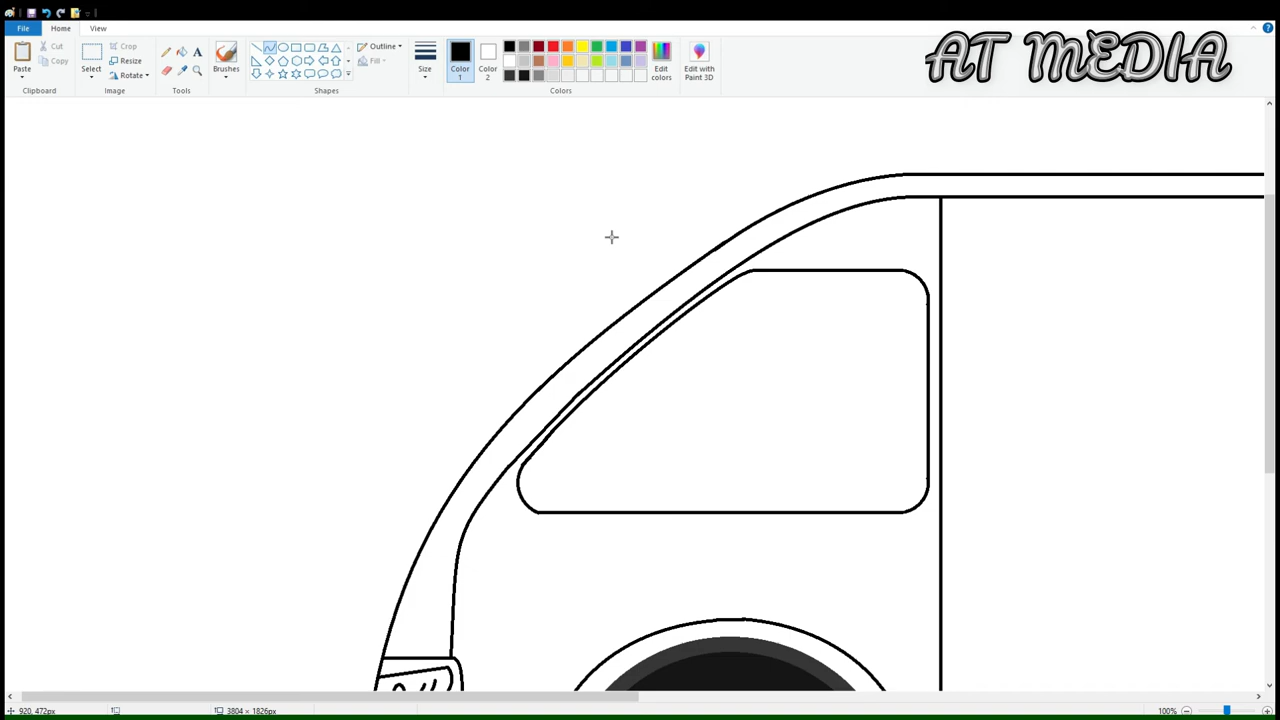 File
Home
View
AT MEDIA
Cut
Copy
Paste
Clipboard
Crop
Resize
Rotate
Select
Image
Tools
Brushes
Outline
Fill
Shapes
Size
Color
1
Color
2
Edit
colors
Edit with
Paint 3D
Colors
920, 472px
3804 × 1826px
100%